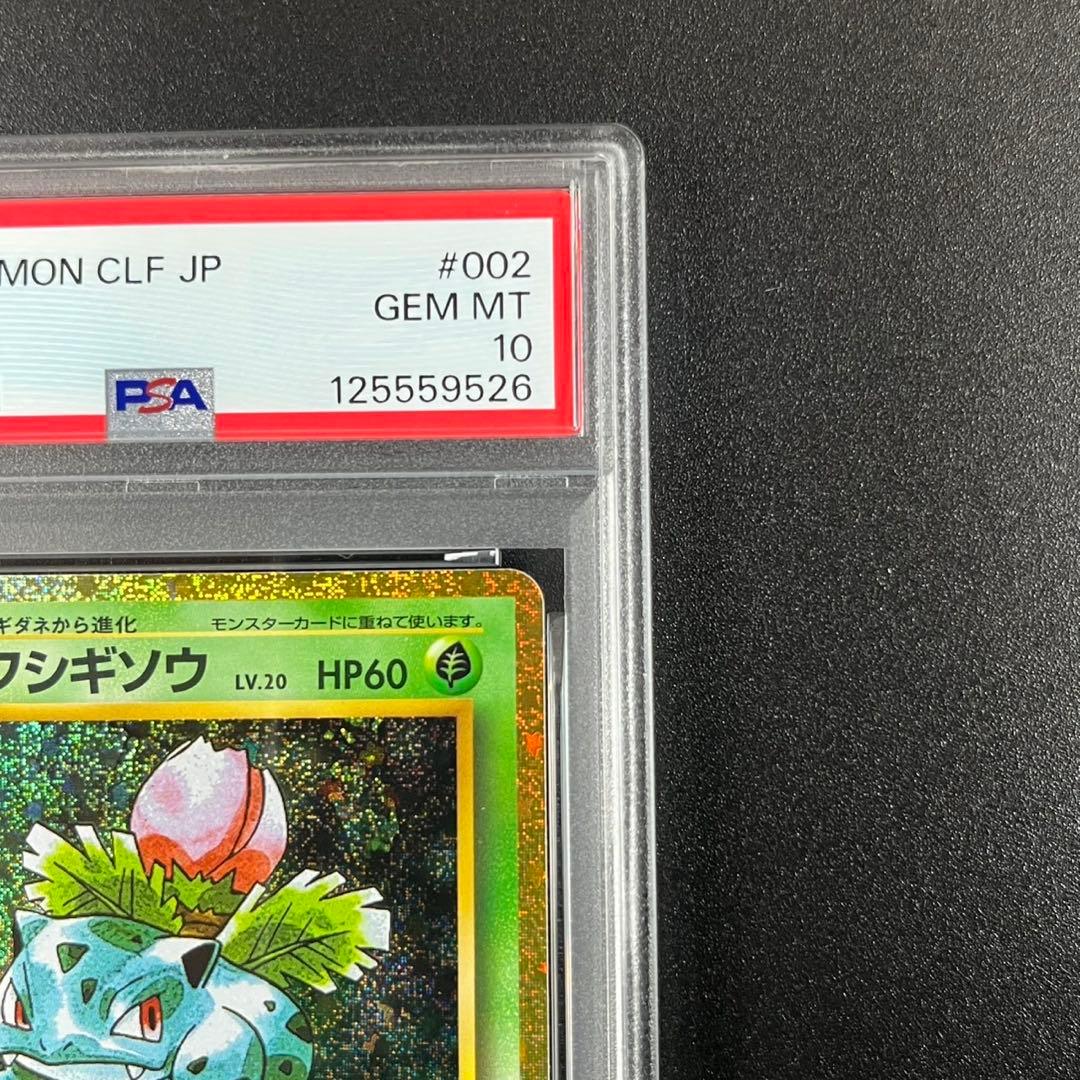 MON CLF JP #002
GEM MT
10
PSA 125559526
ギダネから進化 モンスターカードに重ねて使います。
フシギソウ LV.20 HP60